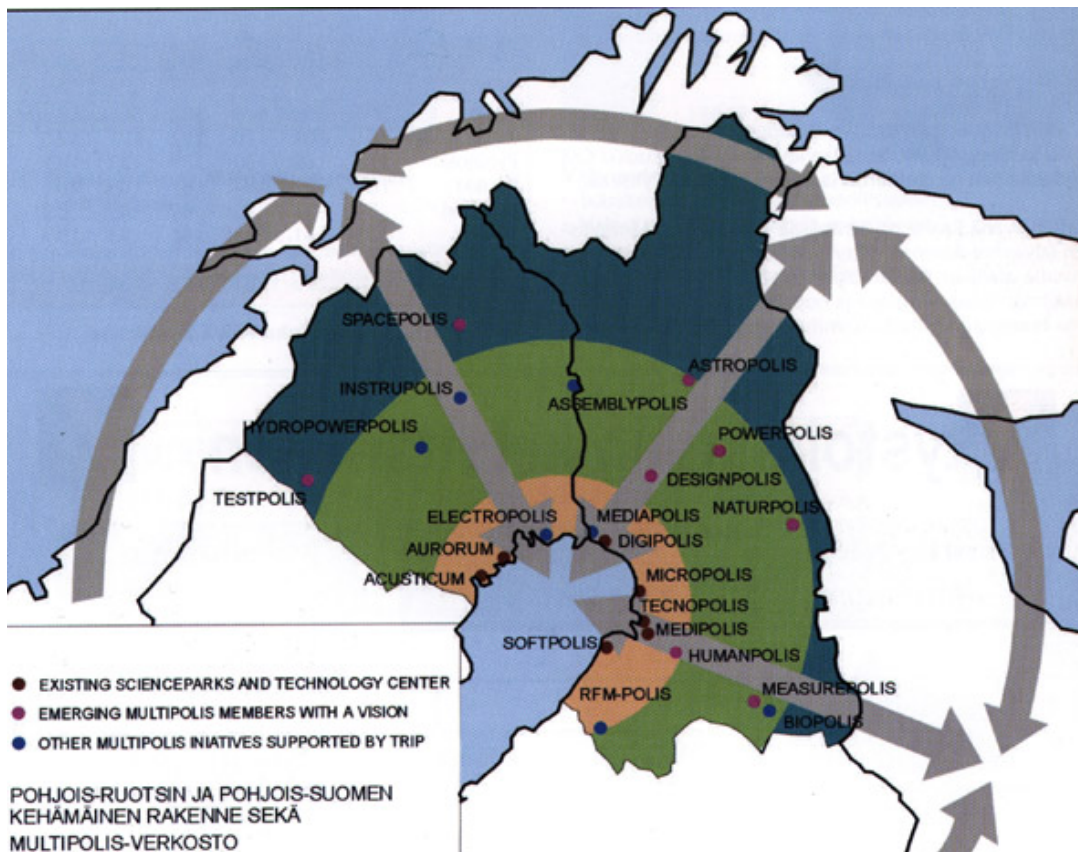 SPACEPOLIS
ASTROPOLIS
INSTRUPOLIS
ASSEMBLYPOLIS
HYDROPOWERPOLIS
POWERPOLIS
DESIGNPOLIS
TESTPOLIS
NATURPOLIS
ELECTROPOLIS
MEDIAPOLIS
DIGIPOLIS
AURORUM
ACUSTICUM
MICROPOLIS
TECNOPOLIS
MEDIPOLIS
SOFTPOLIS
HUMANPOLIS
RFM-POLIS
MEASUREPOLIS
BIOPOLIS
EXISTING SCIENCEPARKS AND TECHNOLOGY CENTER
EMERGING MULTIPOLIS MEMBERS WITH A VISION
OTHER MULTIPOLIS INIATIVES SUPPORTED BY TRIP
POHJOIS-RUOTSIN JA POHJOIS-SUOMEN
KEHÄMÄINEN RAKENNE SEKÄ
MULTIPOLIS-VERKOSTO